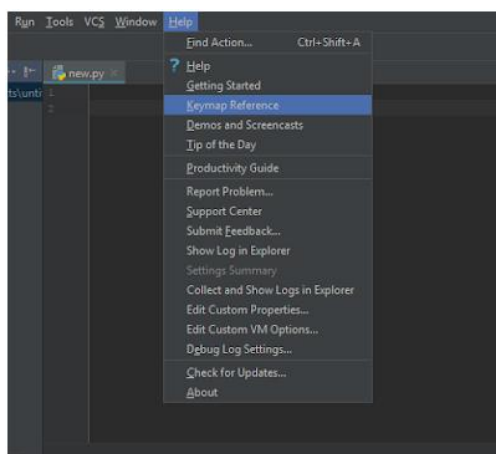 Run Tools VCS Window Help
Find Action... Ctrl+Shift+A
? Help
new.py
Getting Started
ts\unti 1
Keymap Reference
2
Demos and Screencasts
Tip of the Day
Productivity Guide
Report Problem...
Support Center
Submit Feedback...
Show Log in Explorer
Settings Summary
Collect and Show Logs in Explorer
Edit Custom Properties...
Edit Custom VM Options...
Debug Log Settings...
Check for Updates...
About